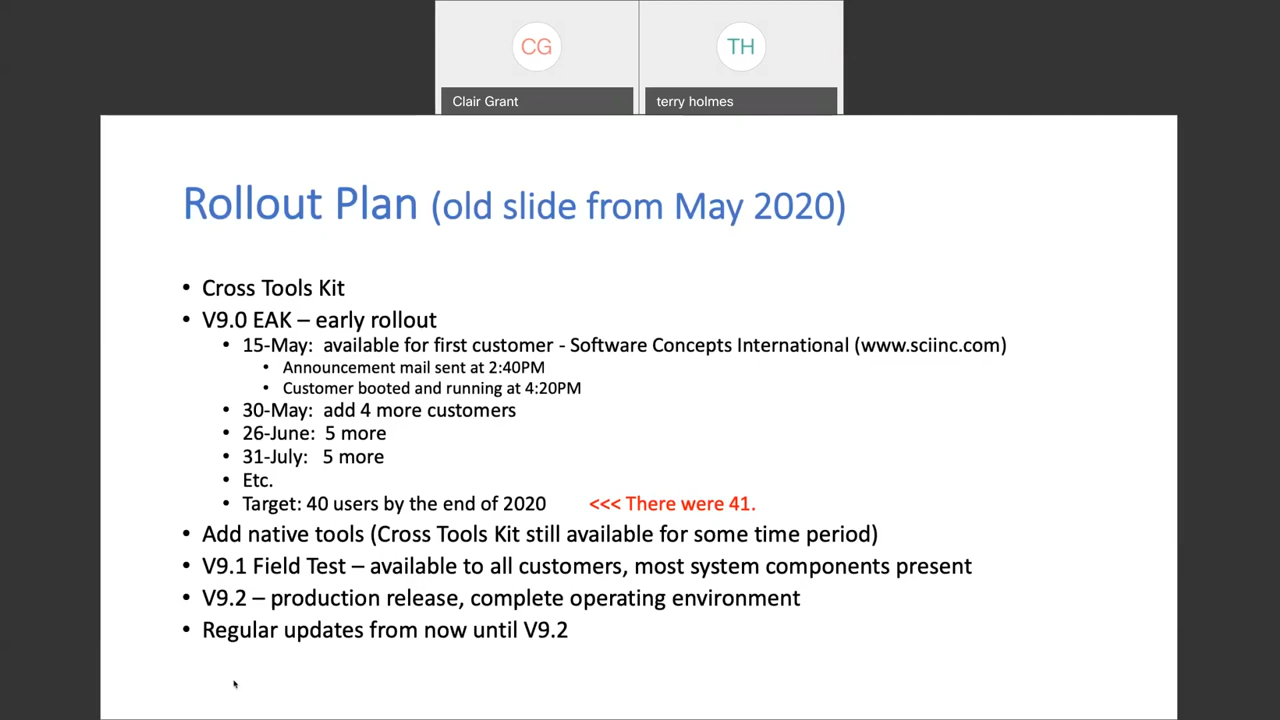 CG
TH
Clair Grant
terry holmes
Rollout Plan (old slide from May 2020)
• Cross Tools Kit
• V9.0 EAK – early rollout
• 15-May: available for first customer - Software Concepts International (www.sciinc.com)
• Announcement mail sent at 2:40PM
• Customer booted and running at 4:20PM
• 30-May: add 4 more customers
• 26-June: 5 more
• 31-July: 5 more
• Etc.
• Target: 40 users by the end of 2020 <<< There were 41.
• Add native tools (Cross Tools Kit still available for some time period)
• V9.1 Field Test – available to all customers, most system components present
• V9.2 – production release, complete operating environment
• Regular updates from now until V9.2